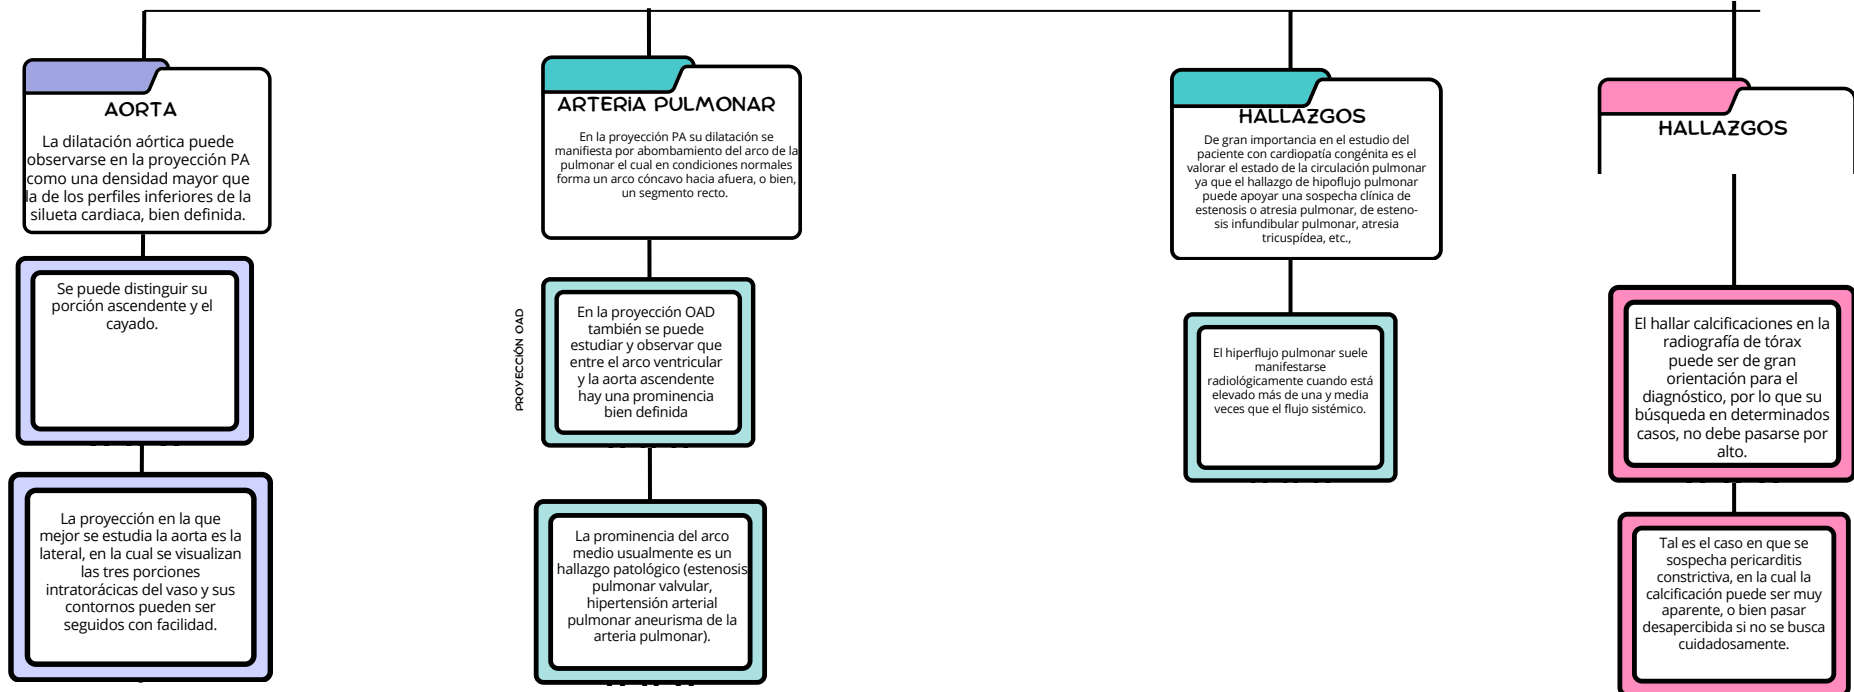 AORTA
La dilatación aórtica puede
observarse en la proyección PA
como una densidad mayor que
la de los perfiles inferiores de la
silueta cardiaca, bien definida.
Se puede distinguir su
porción ascendente y el
cayado.
La proyección en la que
mejor se estudia la aorta es la
lateral, en la cual se visualizan
las tres porciones
intratorácicas del vaso y sus
contornos pueden ser
seguidos con facilidad.
ARTERIA PULMONAR
En la proyección PA su dilatación se
manifiesta por abombamiento del arco de la
pulmonar el cual en condiciones normales
forma un arco cóncavo hacia afuera, o bien,
un segmento recto.
PROYECCIÓN OAD
En la proyección OAD
también se puede
estudiar y observar que
entre el arco ventricular
y la aorta ascendente
hay una prominencia
bien definida
La prominencia del arco
medio usualmente es un
hallazgo patológico (estenosis
pulmonar valvular,
hipertensión arterial
pulmonar aneurisma de la
arteria pulmonar).
HALLAZGOS
De gran importancia en el estudio del
paciente con cardiopatía congénita es el
valorar el estado de la circulación pulmonar
ya que el hallazgo de hipoflujo pulmonar
puede apoyar una sospecha clínica de
estenosis o atresia pulmonar, de esteno-
sis infundibular pulmonar, atresia
tricuspídea, etc.,
El hiperflujo pulmonar suele
manifestarse
radiológicamente cuando está
elevado más de una y media
veces que el flujo sistémico.
HALLAZGOS
El hallar calcificaciones en la
radiografía de tórax
puede ser de gran
orientación para el
diagnóstico, por lo que su
búsqueda en determinados
casos, no debe pasarse por
alto.
Tal es el caso en que se
sospecha pericarditis
constrictiva, en la cual la
calcificación puede ser muy
aparente, o bien pasar
desapercibida si no se busca
cuidadosamente.